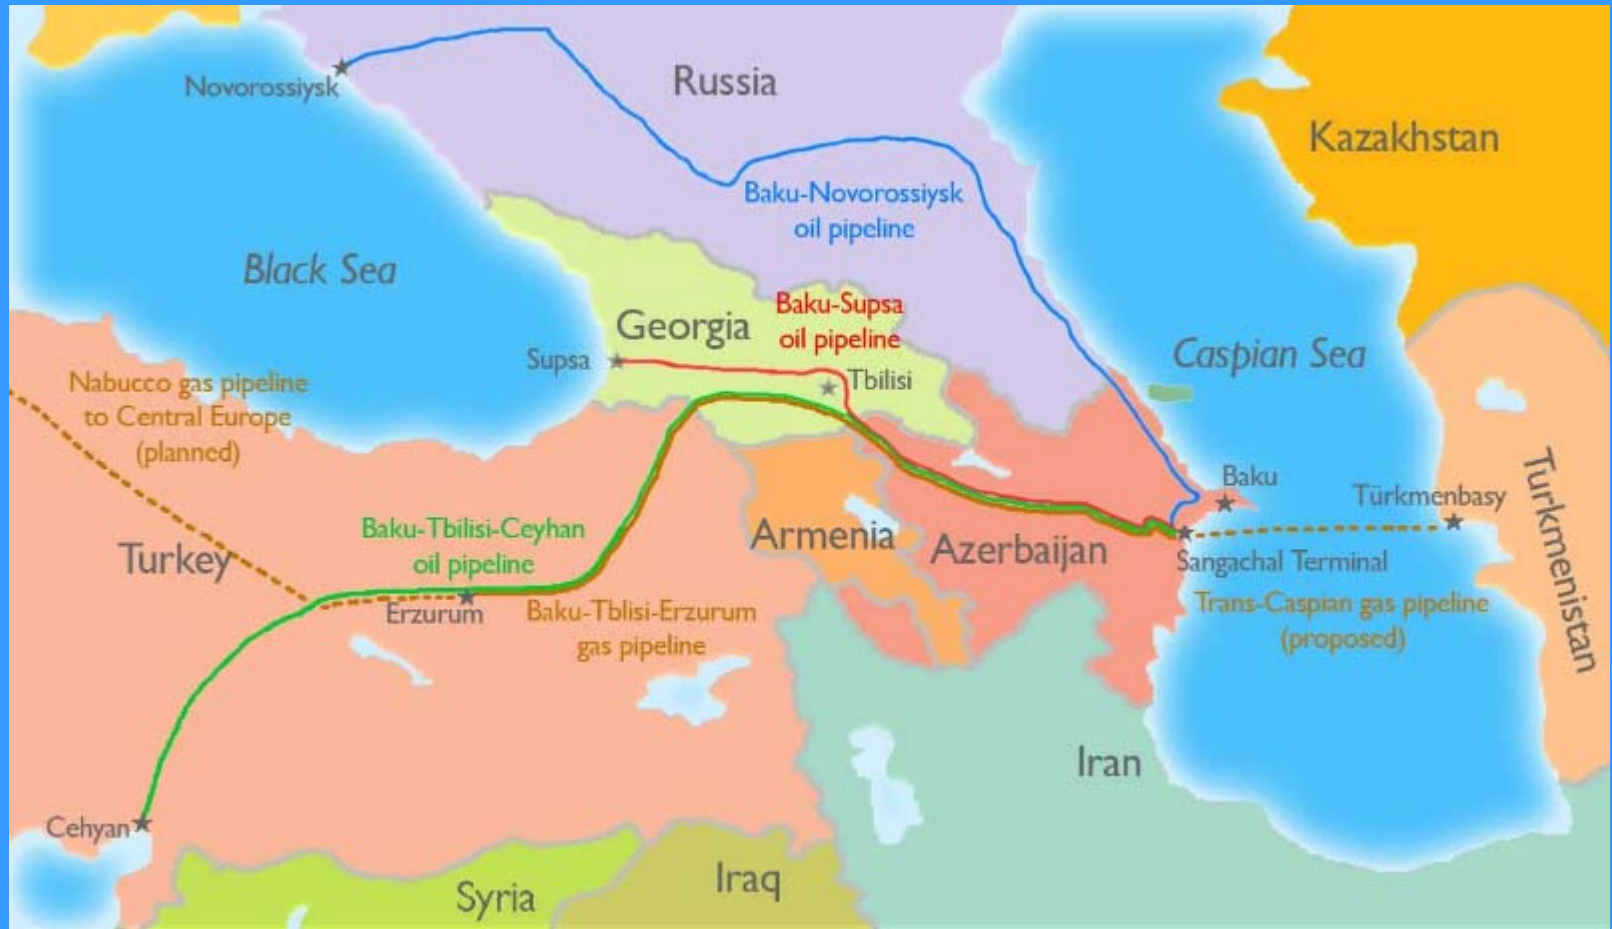 Novorossiysk
Russia
Kazakhstan
Baku-Novorossiysk
oil pipeline
Black Sea
Georgia
Baku-Supsa
oil pipeline
Supsa
Tbilisi
Caspian Sea
Nabucco gas pipeline
to Central Europe
(planned)
Baku
Türkmenbasy
Turkmenistan
Turkey
Baku-Tbilisi-Ceyhan
oil pipeline
Armenia
Azerbaijan
Sangachal Terminal
Erzurum
Baku-Tblisi-Erzurum
gas pipeline
Trans-Caspian gas pipeline
(proposed)
Iran
Cehyan
Syria
Iraq